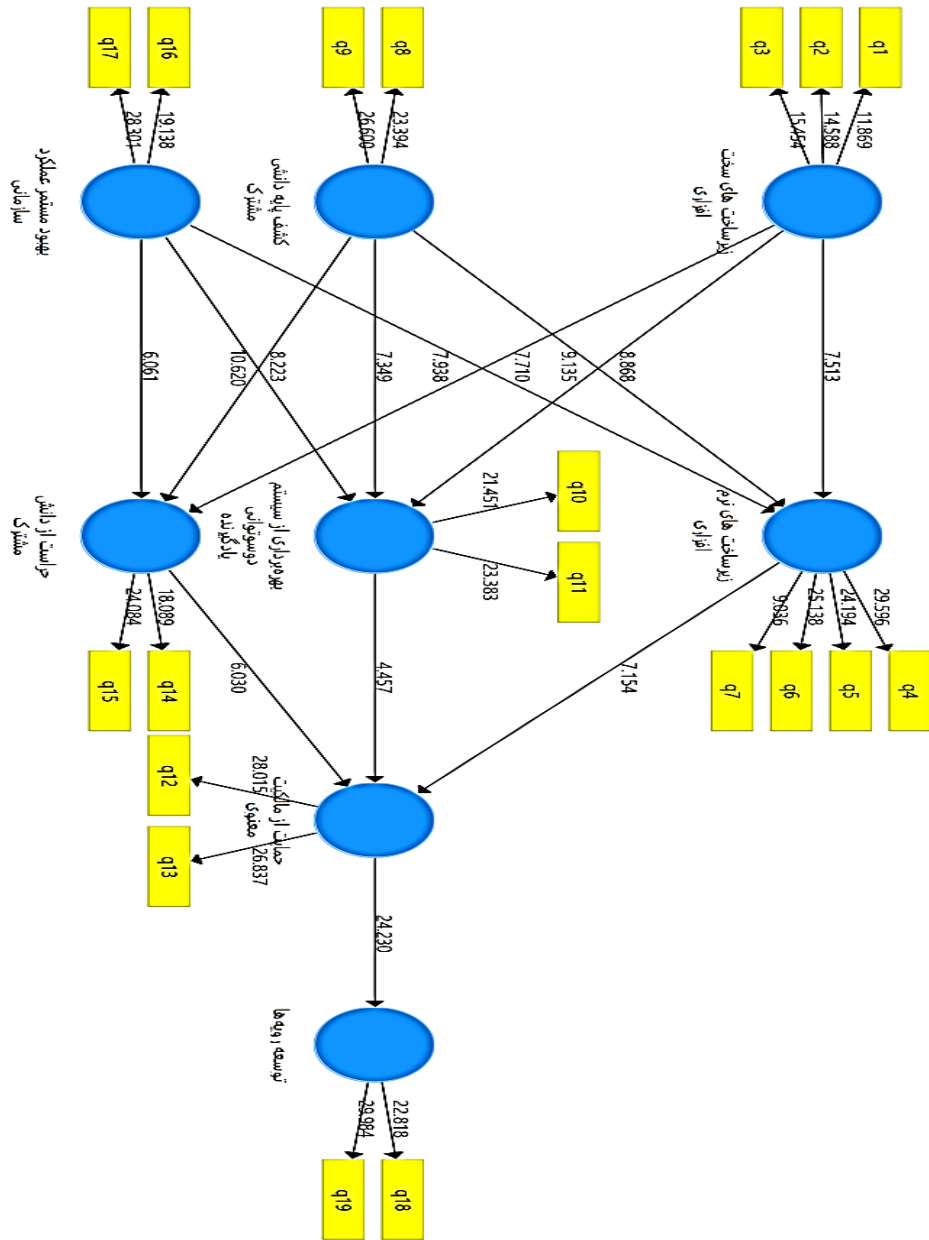 q17
q16
q9
q8
q3
q2
q1
28.301
19.138
26.600
23.394
15.454
14.588
11.869
بهبود مستمر عملکرد
سازمانی
کشف پایه دانشی
مشترک
زیرساخت های سخت
افزاری
6.061
10.620
8.223
7.349
7.938
7.710
9.135
8.868
7.513
حراست از دانش
مشترک
بهره‌برداری از سیستم
دوسوتوانی
یادگیرنده
زیرساخت های نرم
افزاری
21.451
q10
23.383
q11
24.084
18.089
q15
q14
9.036
25.138
24.194
29.596
q7
q6
q5
q4
6.030
4.457
7.154
q12
28.015
q13
26.837
حمایت از مالکیت
معنوی
24.230
توسعه رویه‌ها
29.984
22.818
q19
q18